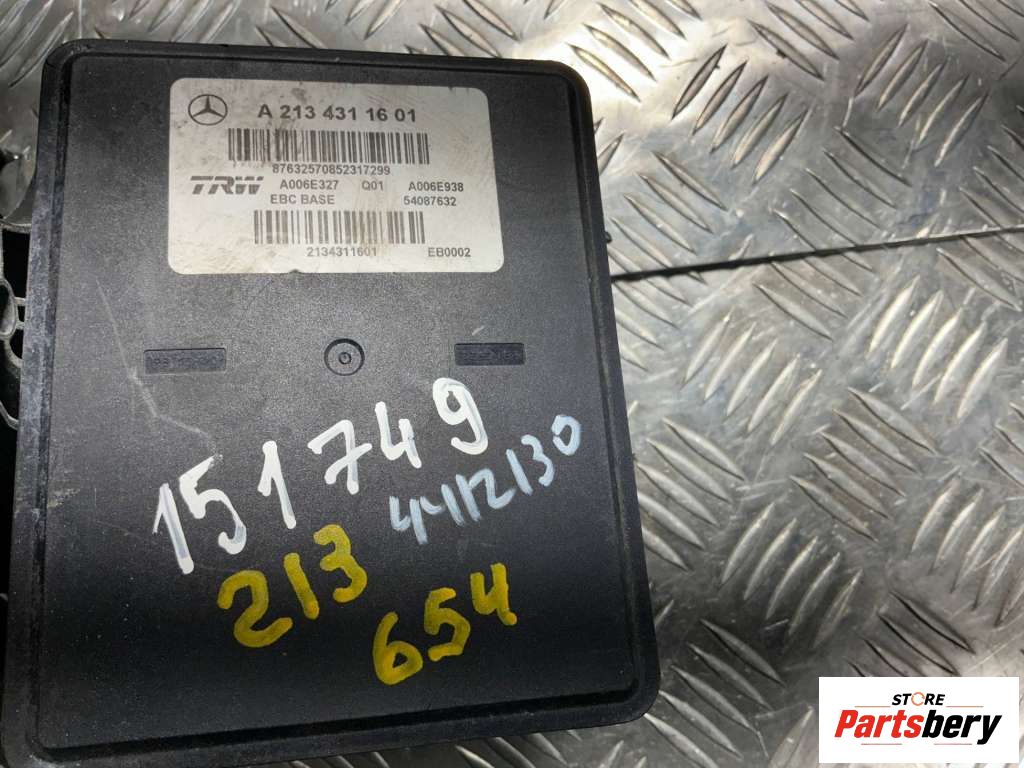 A 213 431 16 01
87632570852317299
TRW A006E327 Q01 A006E938
EBC BASE 54087632
2134311601 EB0002
151749
4412130
213
654
STORE
Partsbery